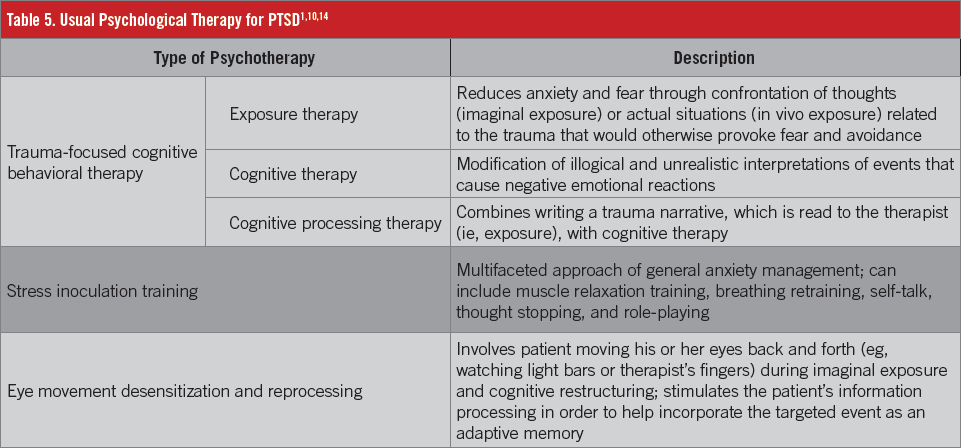 Table 5. Usual Psychological Therapy for PTSD1,10,14
Type of Psychotherapy
Description
Trauma-focused cognitive
behavioral therapy
Exposure therapy
Reduces anxiety and fear through confrontation of thoughts
(imaginal exposure) or actual situations (in vivo exposure) related
to the trauma that would otherwise provoke fear and avoidance
Cognitive therapy
Modification of illogical and unrealistic interpretations of events that
cause negative emotional reactions
Cognitive processing therapy
Combines writing a trauma narrative, which is read to the therapist
(ie, exposure), with cognitive therapy
Stress inoculation training
Multifaceted approach of general anxiety management; can
include muscle relaxation training, breathing retraining, self-talk,
thought stopping, and role-playing
Eye movement desensitization and reprocessing
Involves patient moving his or her eyes back and forth (eg,
watching light bars or therapist’s fingers) during imaginal exposure
and cognitive restructuring; stimulates the patient’s information
processing in order to help incorporate the targeted event as an
adaptive memory